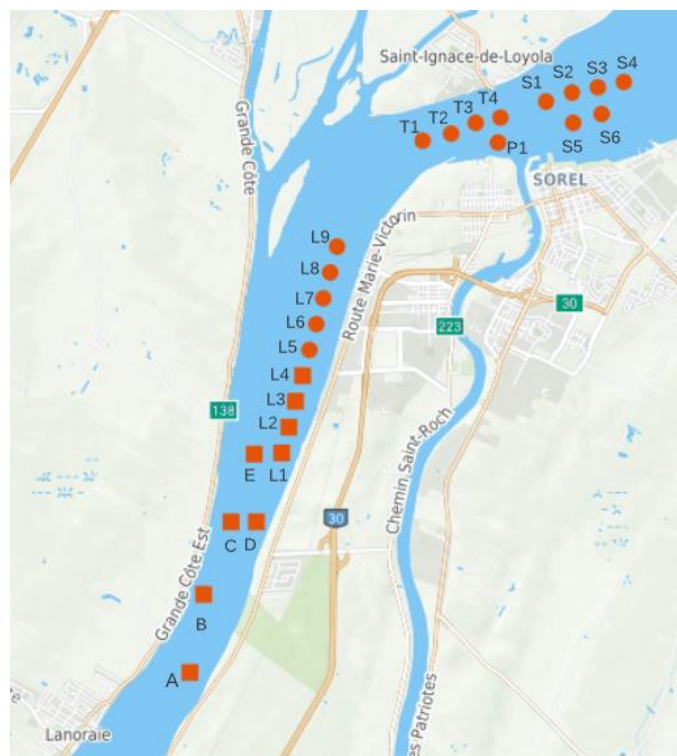 Saint-Ignace-de-Loyola
S4
S3
S2
S1
T4
T3
T2
T1
S6
S5
P1
Grande Côte
SOREL
Route Marie-Victorin
L9
L8
L7
30
L6
223
L5
L4
138
L3
L2
Chemin Saint-Roch
E
L1
30
C
D
Grande Côte Est
B
A
es Patriotes
Lanoraie